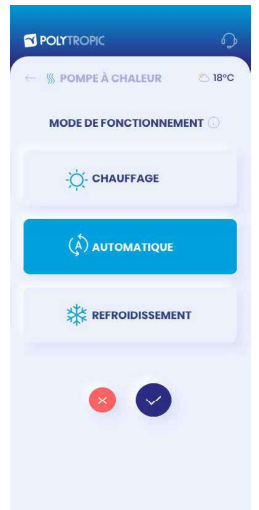 POLYTROPIC
POMPE À CHALEUR 18°C
MODE DE FONCTIONNEMENT
CHAUFFAGE
A AUTOMATIQUE
REFROIDISSEMENT